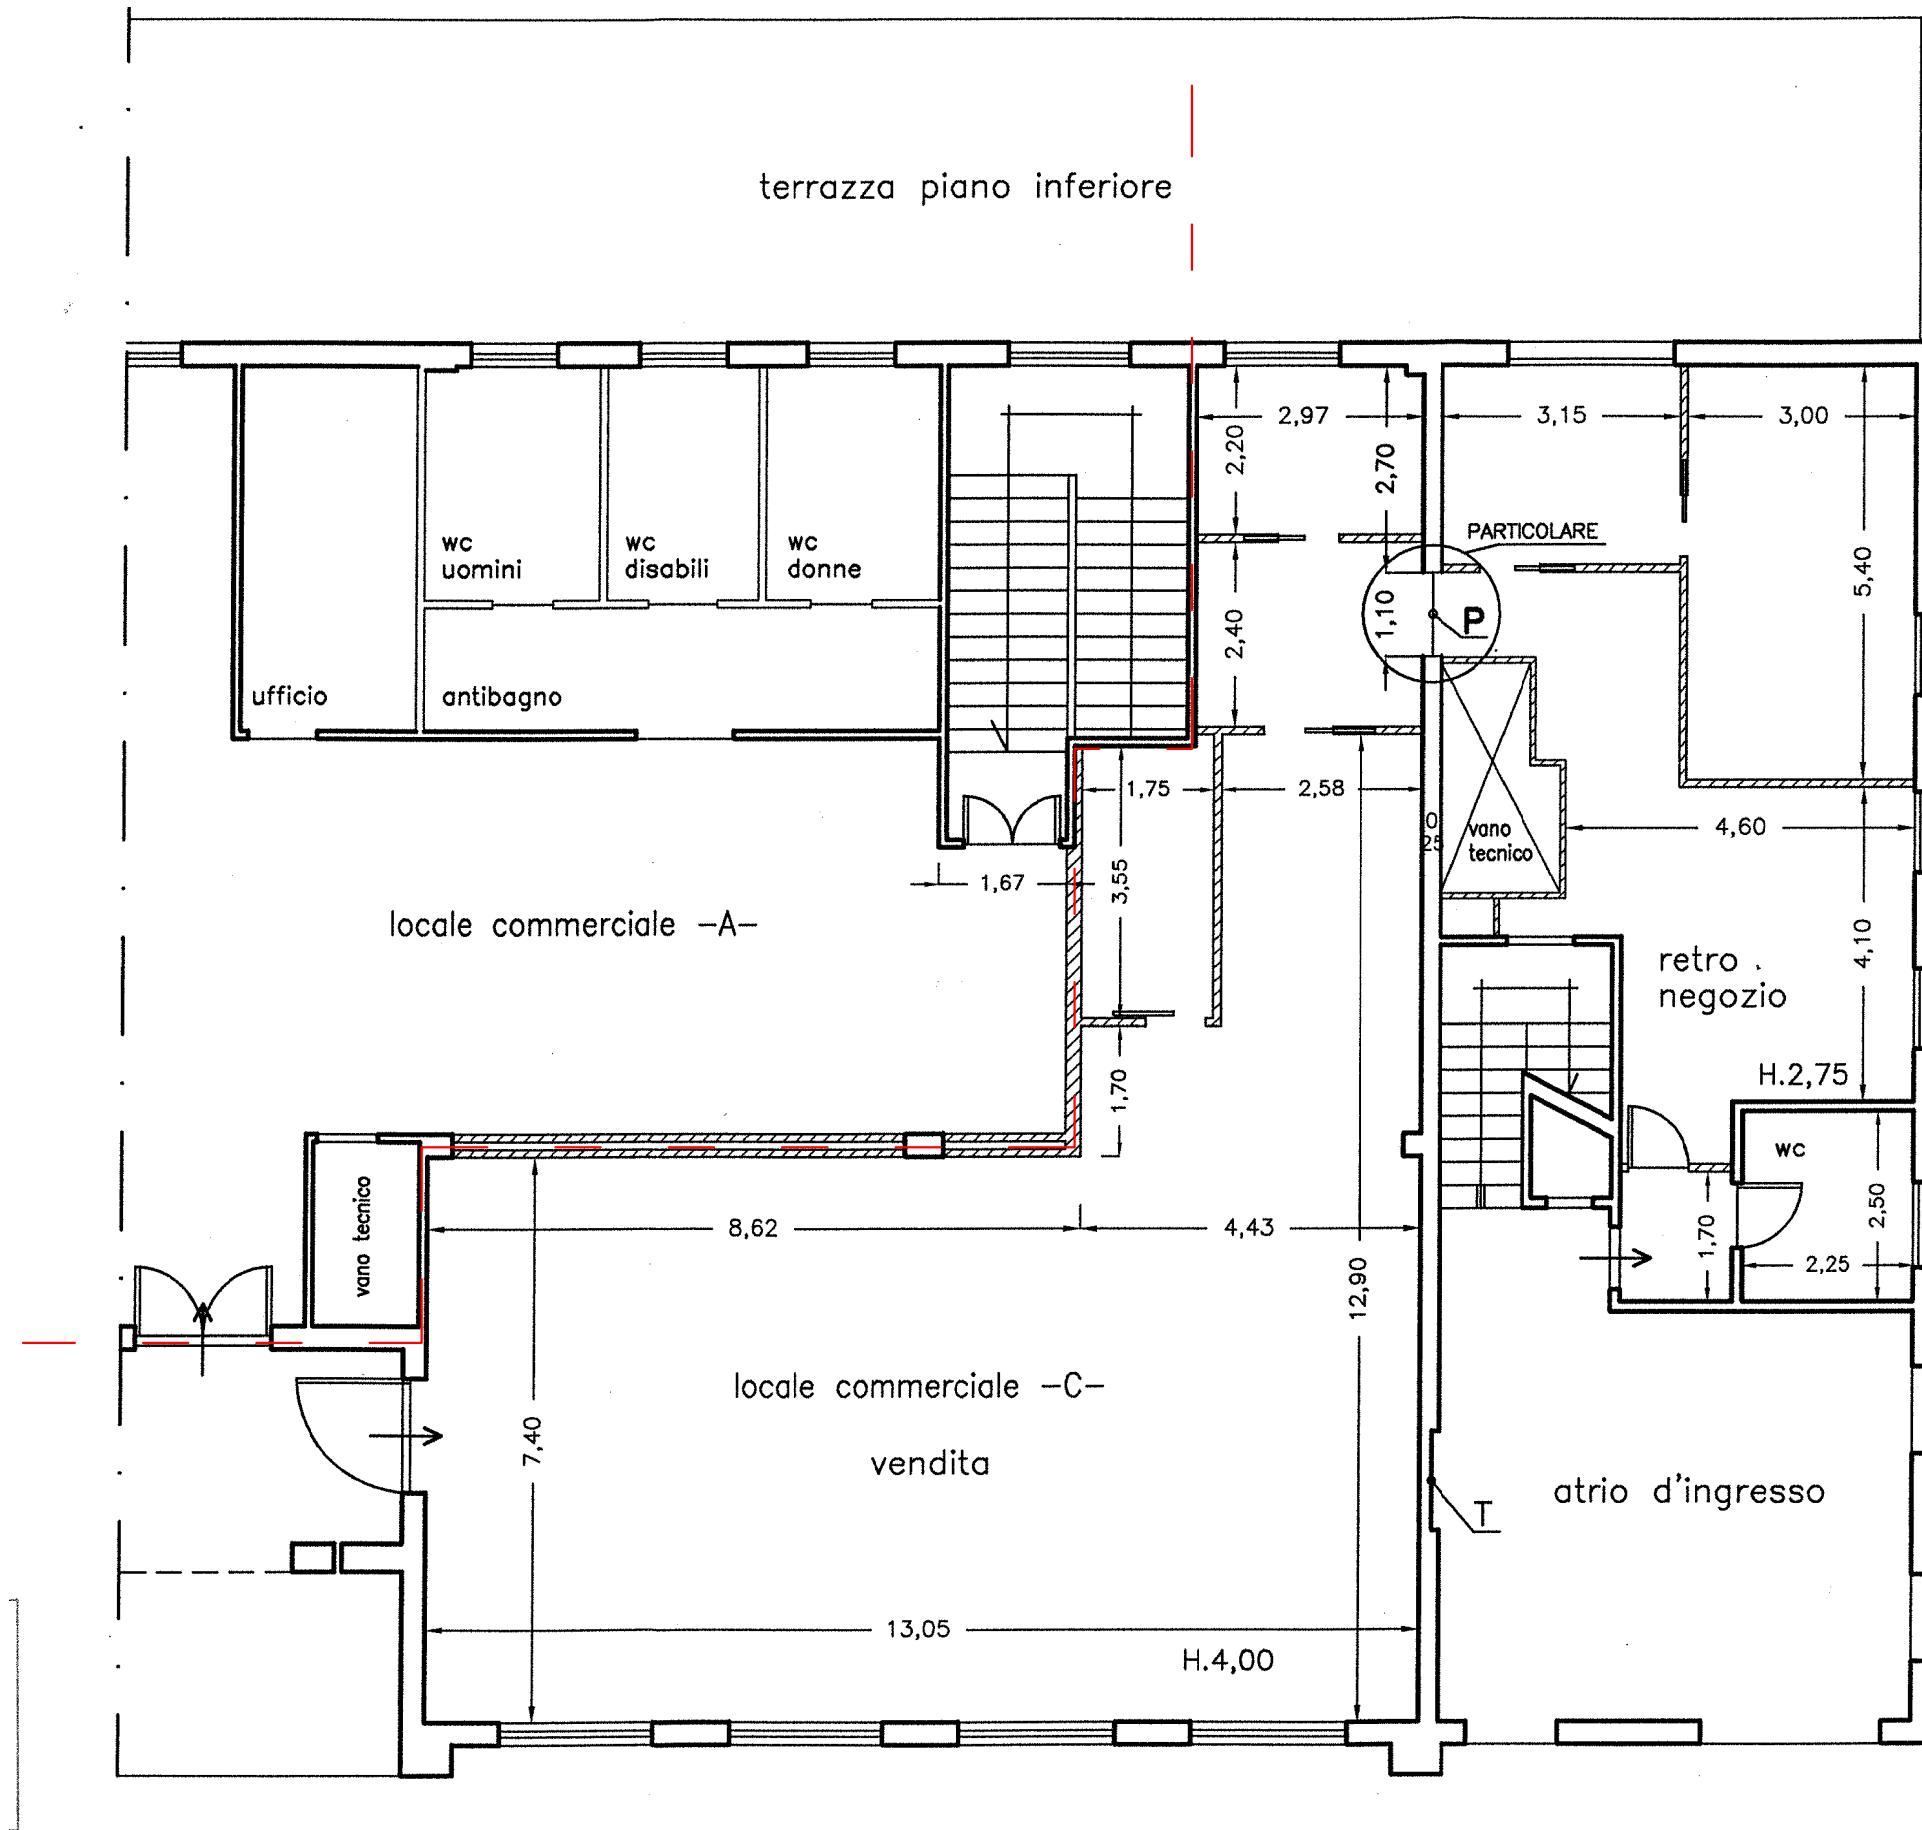 terrazza piano inferiore
2,97
3,15
3,00
2,20
2,70
PARTICOLARE
wc
uomini
wc
disabili
wc
donne
5,40
2,40
1,10
P
ufficio
antibagno
1,75
2,58
4,60
vano
tecnico
1,67
3,55
locale commerciale -A-
4,10
retro
negozio
H.2,75
1,70
wc
vano tecnico
8,62
4,43
1,70
2,50
2,25
12,90
locale commerciale -C-
7,40
vendita
atrio d'ingresso
T
13,05
H.4,00